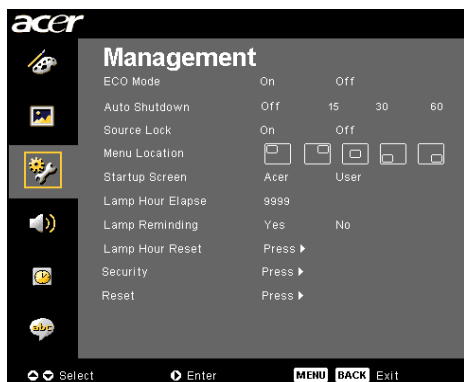 acer
Management
ECO Mode On Off
Auto Shutdown Off 15 30 60
Source Lock On Off
Menu Location
Startup Screen Acer User
Lamp Hour Elapse 9999
Lamp Reminding Yes No
Lamp Hour Reset Press
Security Press
Reset Press
abc
Select Enter MENU BACK Exit